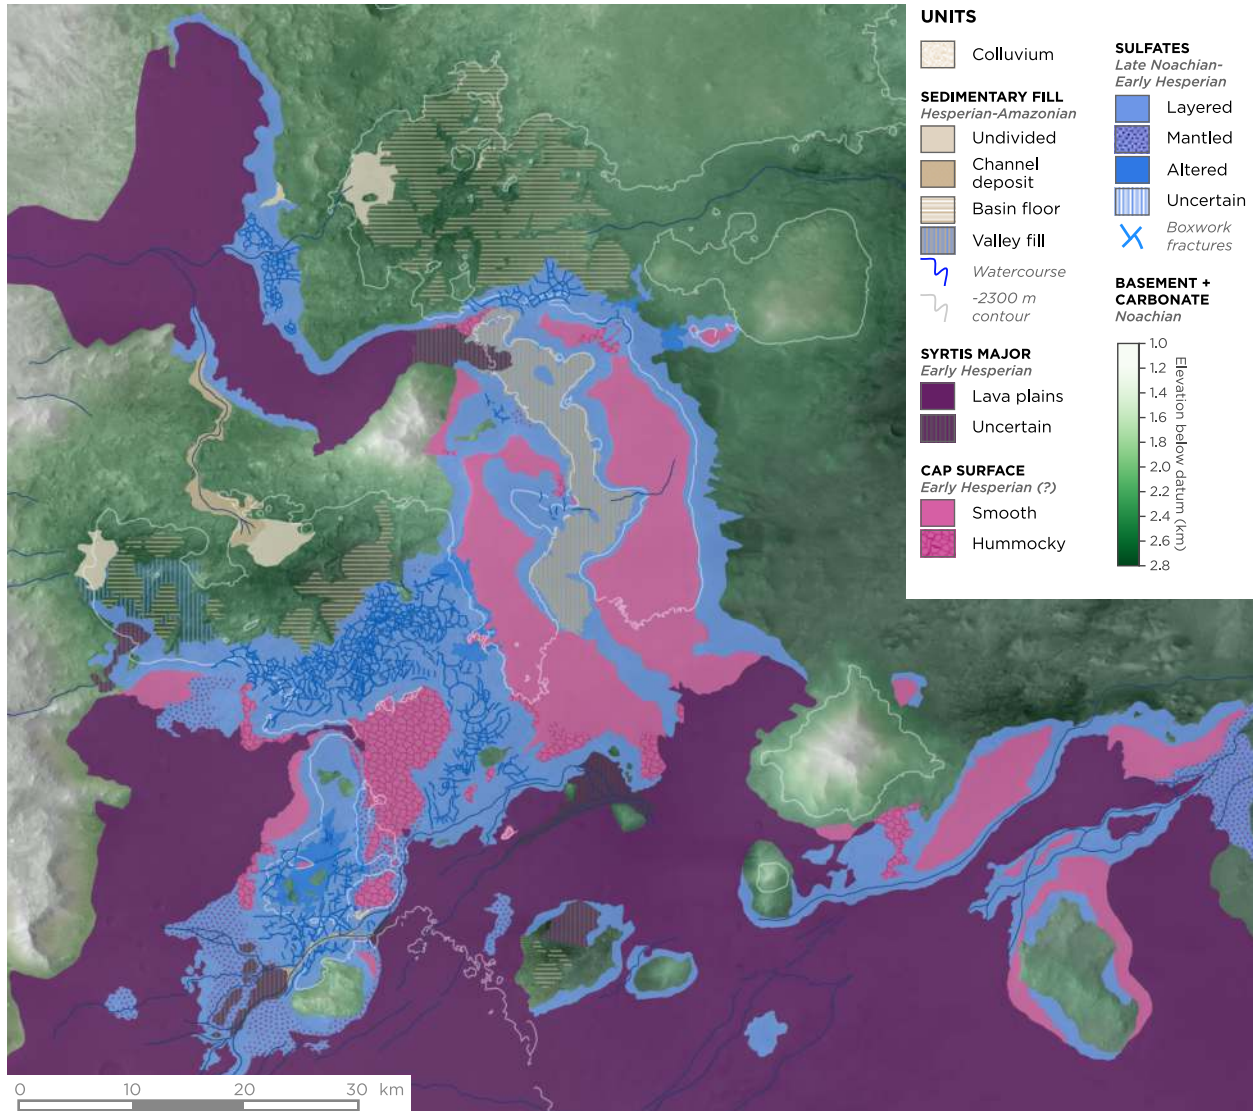 UNITS
Colluvium
SEDIMENTARY FILL
Hesperian-Amazonian
Undivided
Channel
deposit
Basin floor
Valley fill
Watercourse
-2300 m
contour
SYRTIS MAJOR
Early Hesperian
Lava plains
Uncertain
CAP SURFACE
Early Hesperian (?)
Smooth
Hummocky
SULFATES
Late Noachian-
Early Hesperian
Layered
Mantled
Altered
Uncertain
Boxwork
fractures
BASEMENT +
CARBONATE
Noachian
1.0
1.2
1.4
1.6
1.8
2.0
2.2
2.4
2.6
2.8
Elevation below datum (km)
0 10 20 30 km